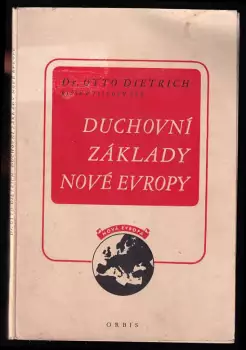 Dr. OTTO DIETRICH
DUCHOVNÍ
ZÁKLADY
NOVÉ EVROPY
NOVÁ EVROPA
ORBIS